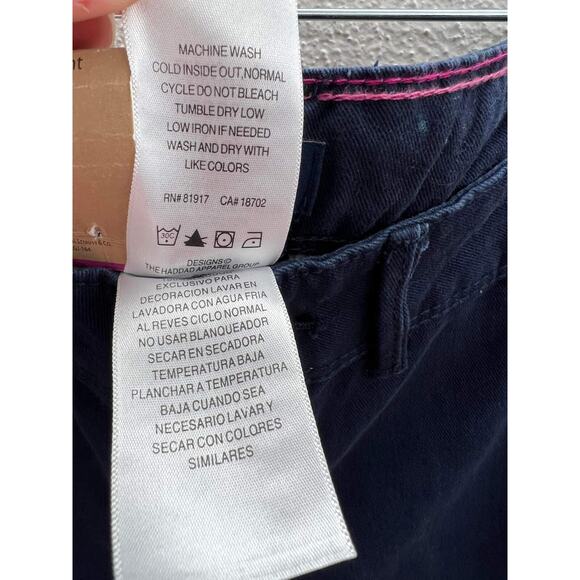 MACHINE WASH
COLD INSIDE OUT, NORMAL
CYCLE DO NOT BLEACH
TUMBLE DRY LOW
LOW IRON IF NEEDED
WASH AND DRY WITH
LIKE COLORS
RN# 81917 CA# 18702
30C
DESIGNS©
THE HADDAD APPAREL GROUP
EXCLUSIVO PARA
DECORACION LAVAR EN
LAVADORA CON AGUA FRIA
AL REVES CICLO NORMAL
NO USAR BLANQUEADOR
SECAR EN SECADORA
TEMPERATURA BAJA
PLANCHAR A TEMPERATURA
BAJA CUANDO SEA
NECESARIO LAVAR Y
SECAR CON COLORES
SIMILARES